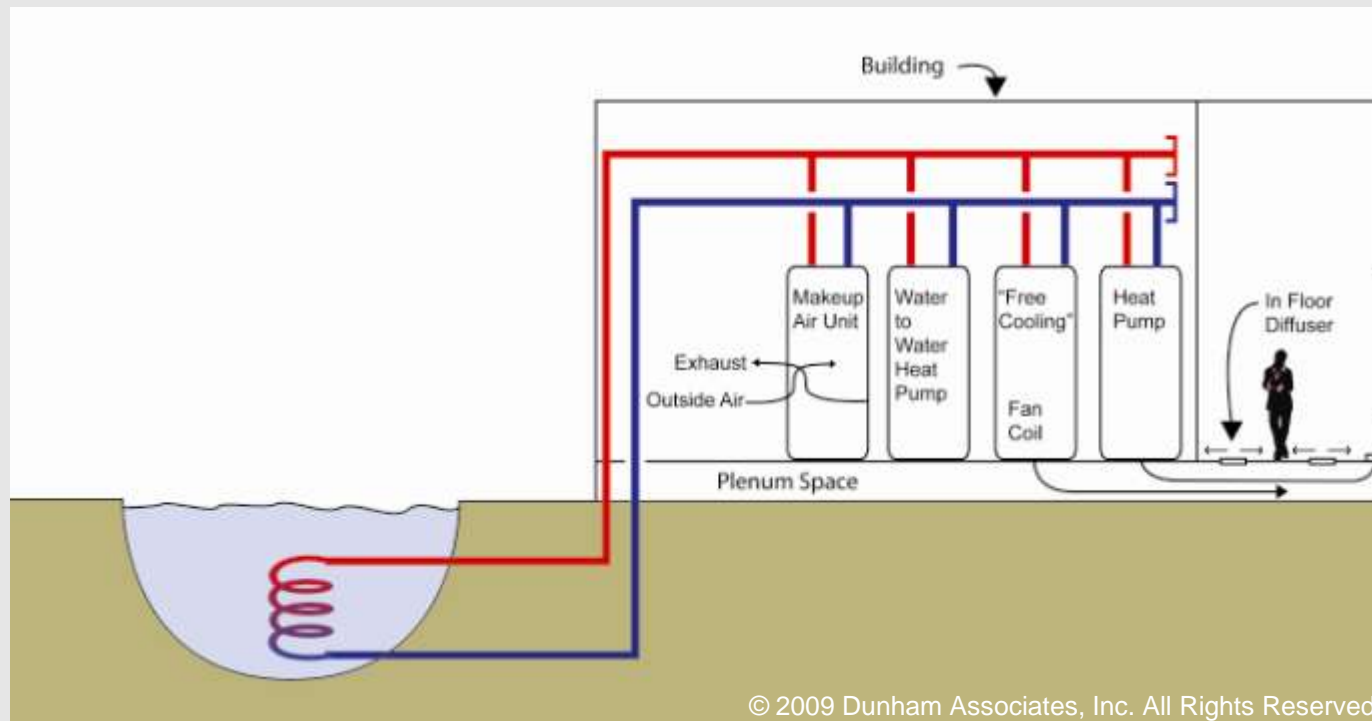 Building
Makeup
Air Unit
Water
to
Water
Heat
Pump
"Free
Cooling"
Fan
Coil
Heat
Pump
In Floor
Diffuser
Exhaust
Outside Air
Plenum Space
© 2009 Dunham Associates, Inc. All Rights Reserved